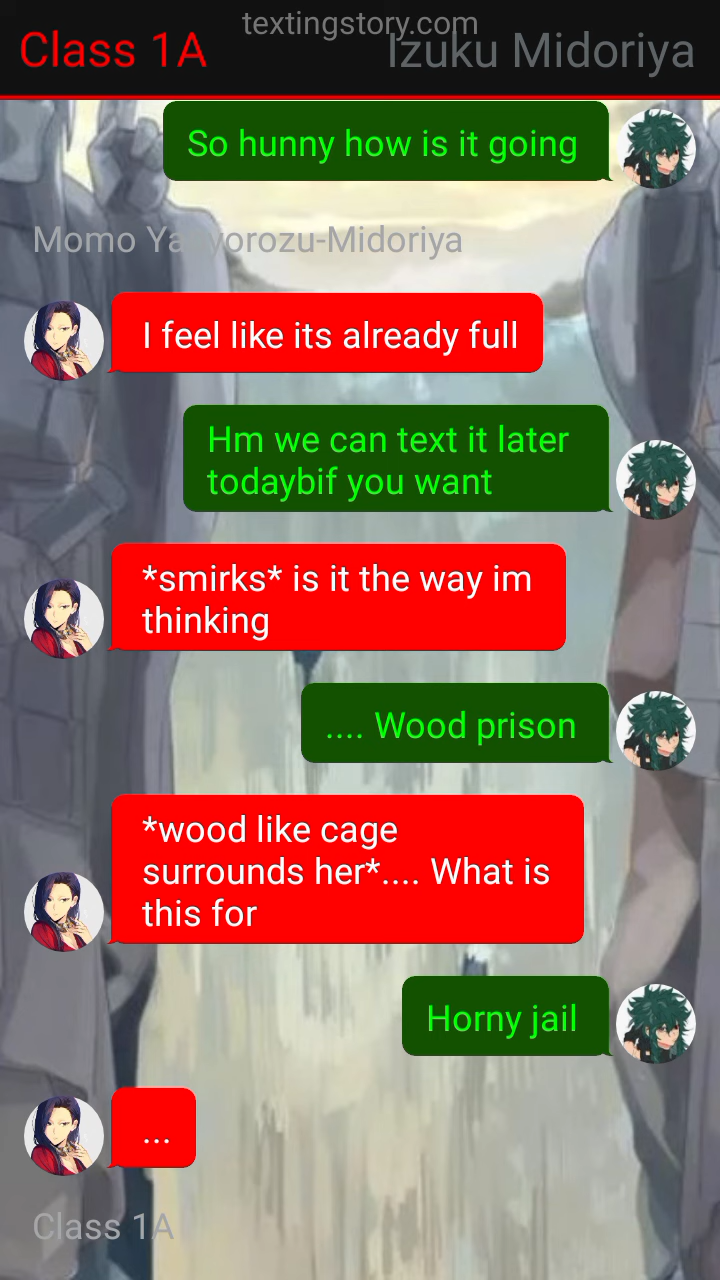 textingstory.com
Class 1A
Izuku Midoriya
So hunny how is it going
Momo Yaoyorozu-Midoriya
I feel like its already full
Hm we can text it later
todaybif you want
*smirks* is it the way im
thinking
.... Wood prison
*wood like cage
surrounds her*.... What is
this for
Horny jail
...
Class 1A